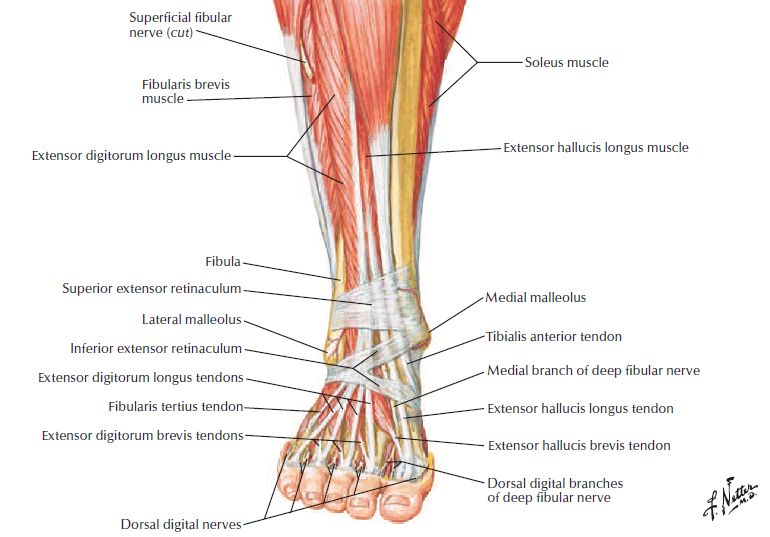 Superficial fibular
nerve (cut)
Fibularis brevis
muscle
Extensor digitorum longus muscle
Fibula
Superior extensor retinaculum
Lateral malleolus
Inferior extensor retinaculum
Extensor digitorum longus tendons
Fibularis tertius tendon
Extensor digitorum brevis tendons
Dorsal digital nerves
Soleus muscle
Extensor hallucis longus muscle
Medial malleolus
Tibialis anterior tendon
Medial branch of deep fibular nerve
Extensor hallucis longus tendon
Extensor hallucis brevis tendon
Dorsal digital branches
of deep fibular nerve
F. Netter
M.D.